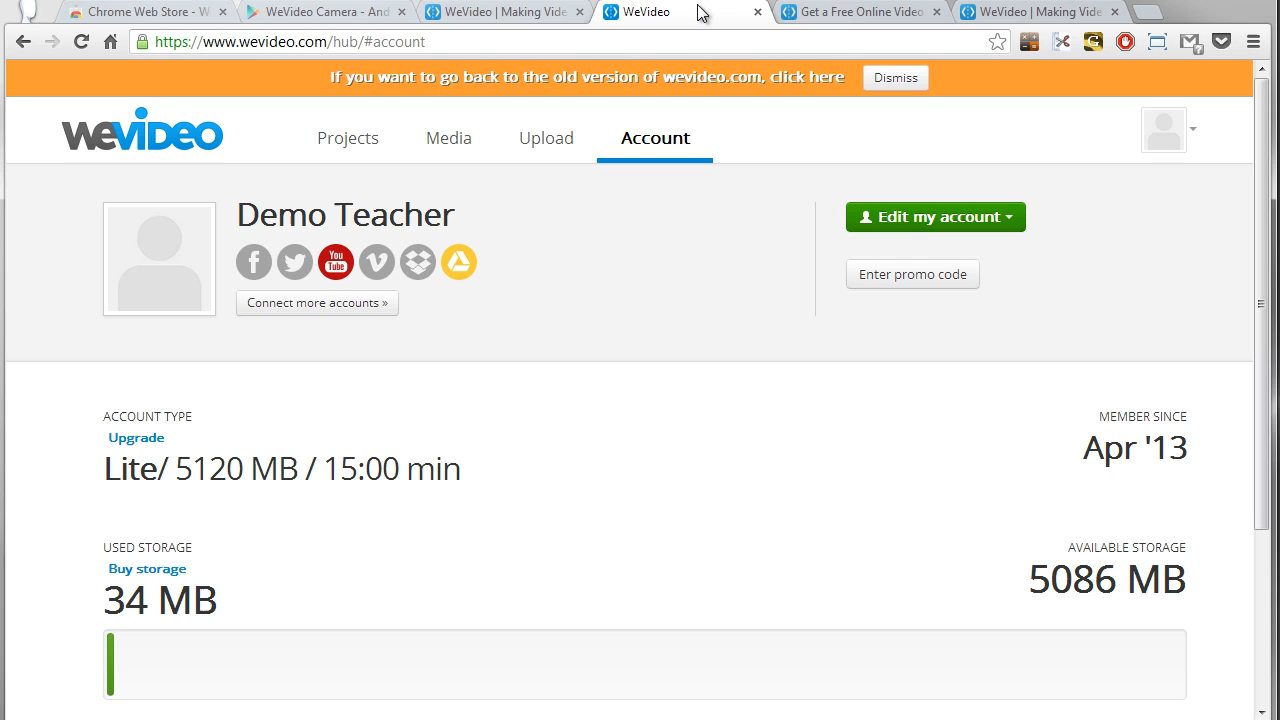 Chrome Web Store - W
WeVideo Camera - And
WeVideo | Making Vide
WeVideo
Get a Free Online Video
WeVideo | Making Vide
https://www.wevideo.com/hub/#account
If you want to go back to the old version of wevideo.com, click here
Dismiss
WEVIDEO
Projects
Media
Upload
Account
Demo Teacher
You
Tube
Connect more accounts »
Edit my account
Enter promo code
ACCOUNT TYPE
Upgrade
Lite/ 5120 MB / 15:00 min
MEMBER SINCE
Apr '13
USED STORAGE
Buy storage
34 MB
AVAILABLE STORAGE
5086 MB